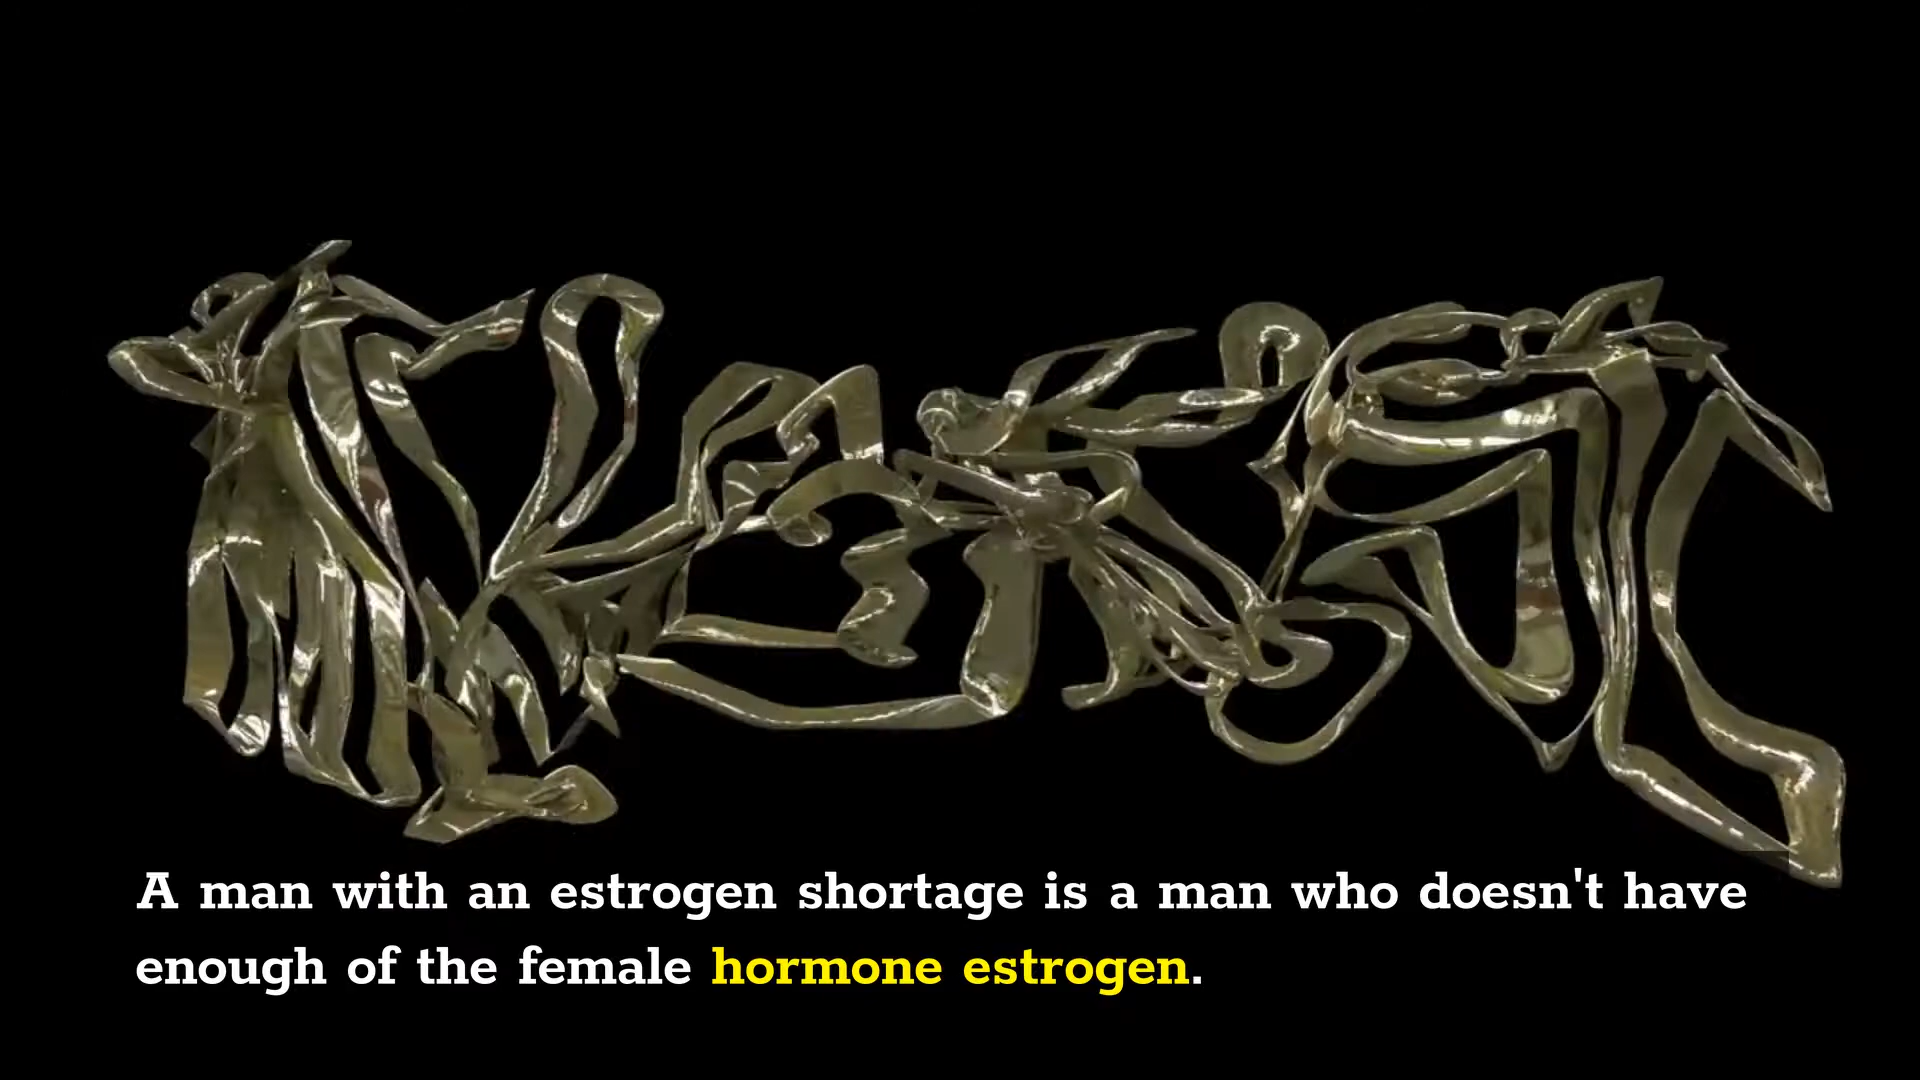 A man with an estrogen shortage is a man who doesn't have
enough of the female hormone estrogen.